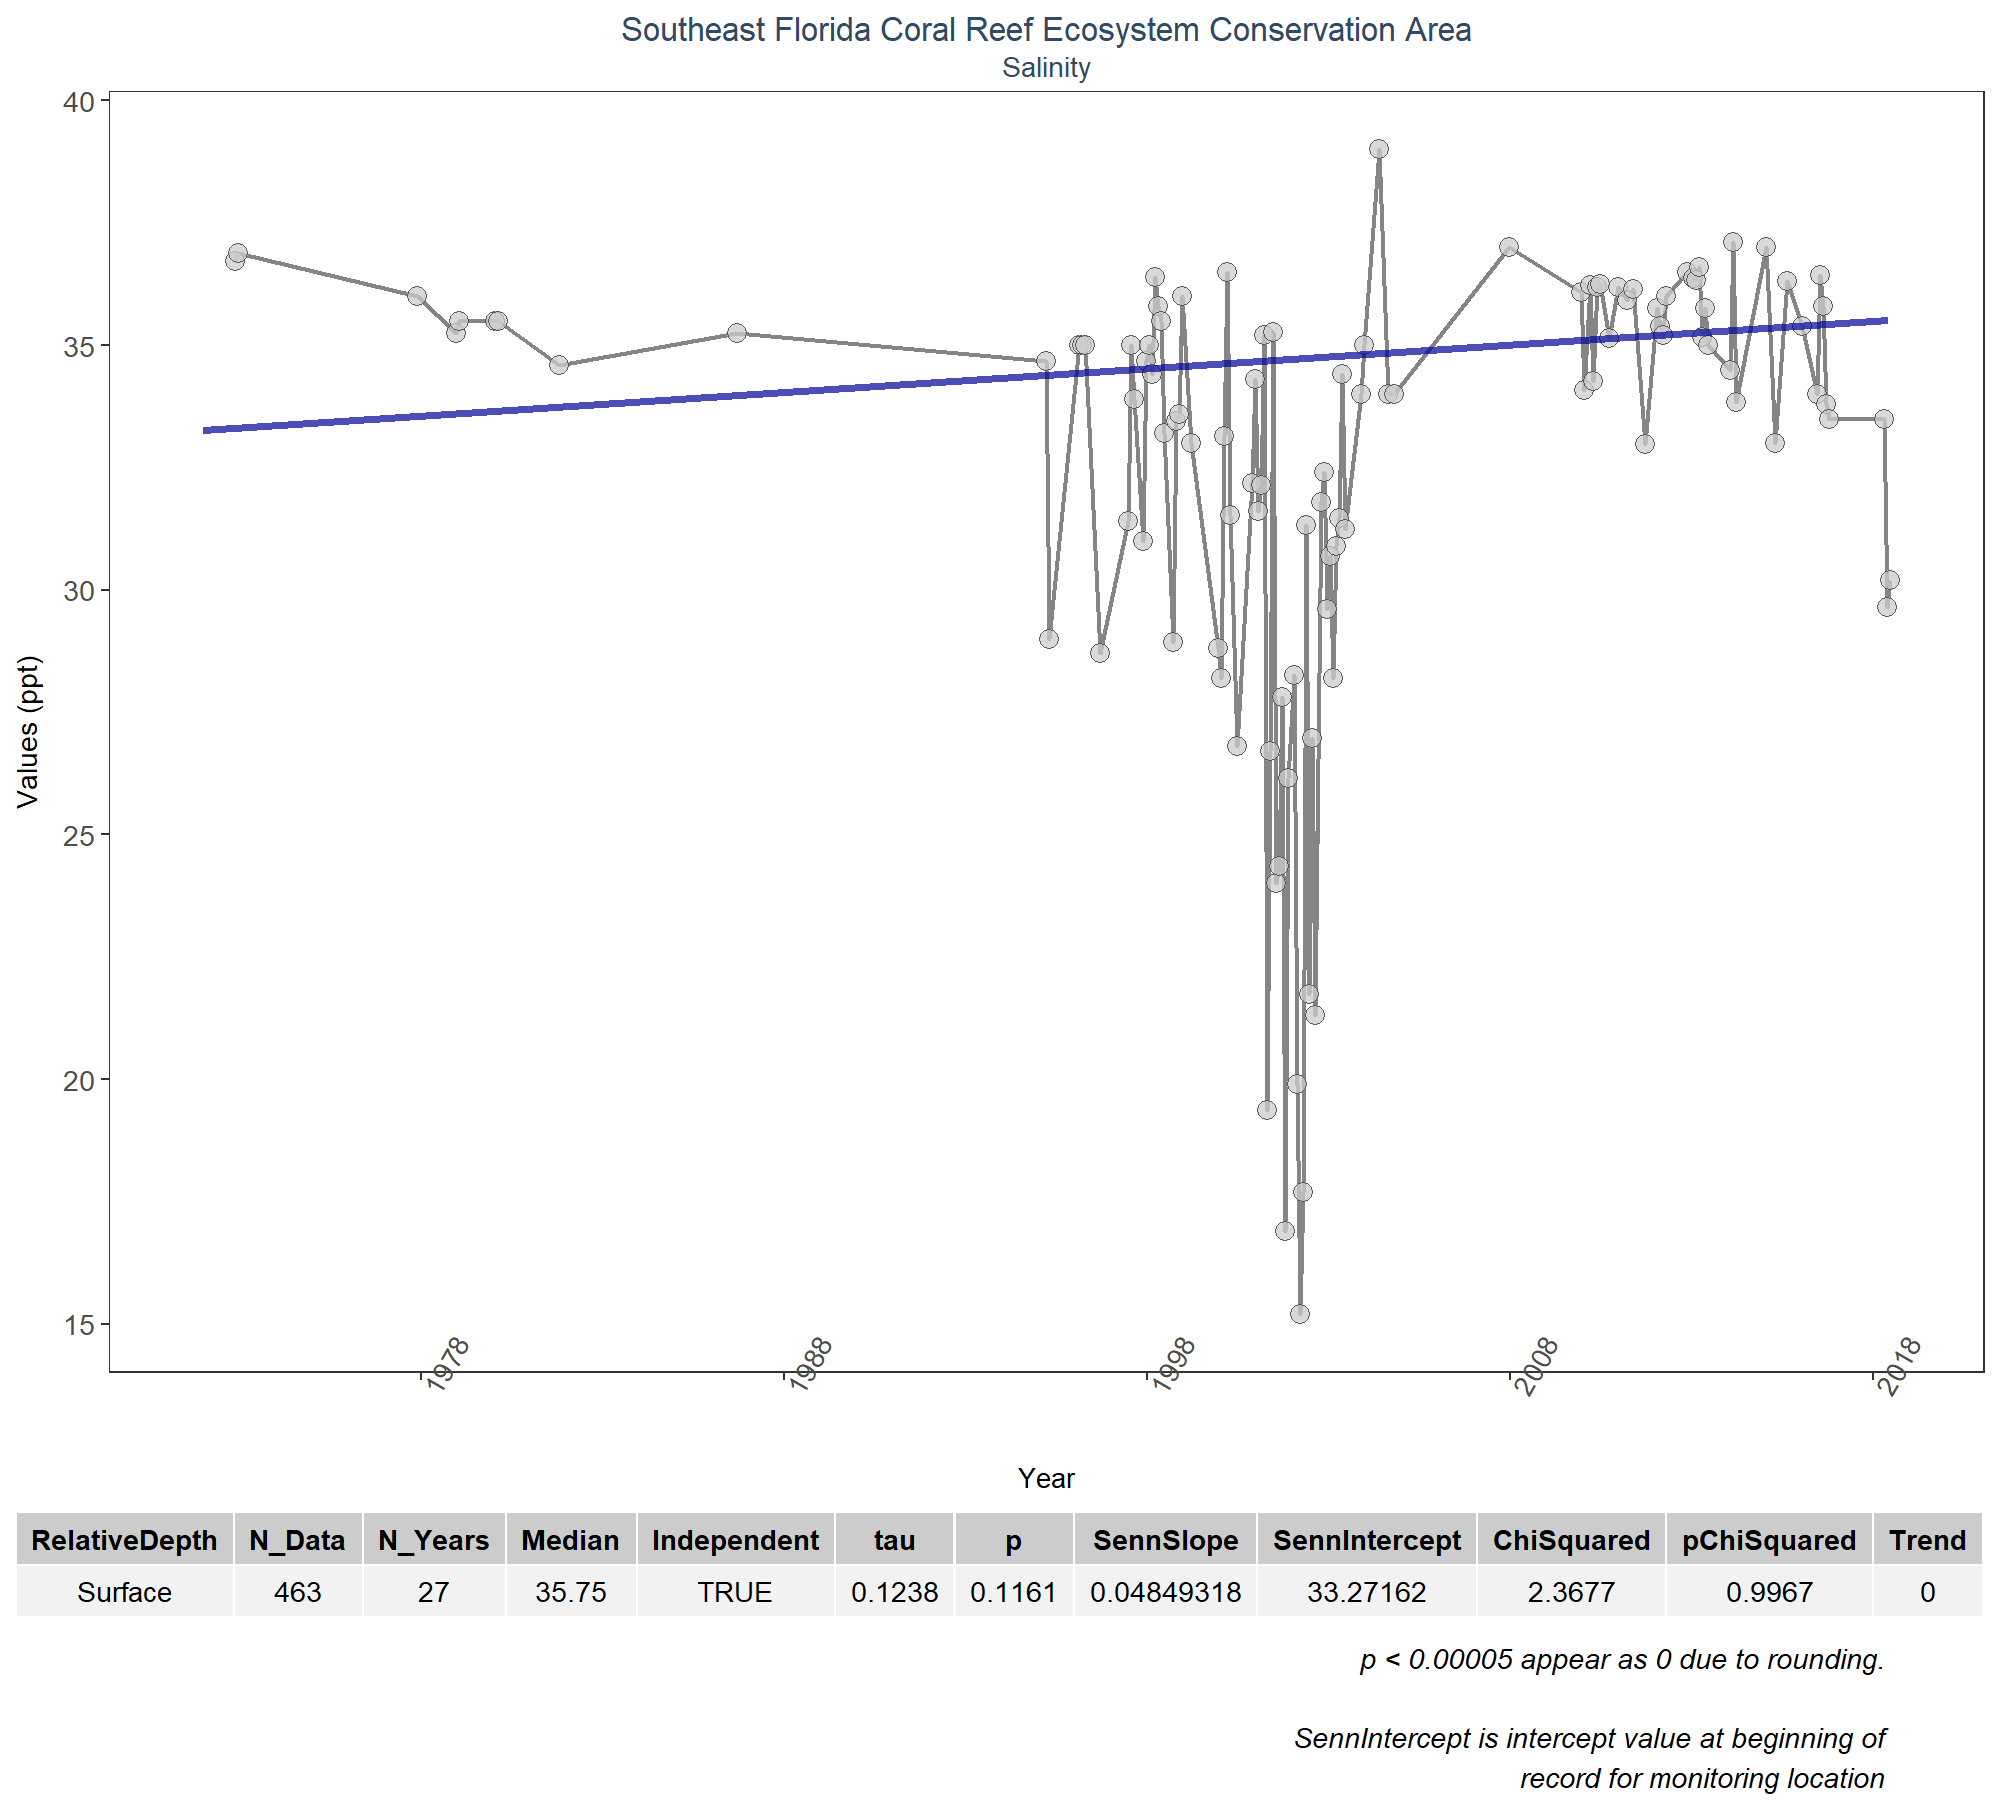 Southeast Florida Coral Reef Ecosystem Conservation Area
Salinity
40
35
30
25
20
15
Values (ppt)
1978
1988
1998
2008
2018
Year
RelativeDepth N_Data N_Years Median Independent tau p SennSlope SennIntercept ChiSquared pChiSquared Trend
Surface 463 27 35.75 TRUE 0.1238 0.1161 0.04849318 33.27162 2.3677 0.9967 0
p < 0.00005 appear as 0 due to rounding.
SennIntercept is intercept value at beginning of
record for monitoring location